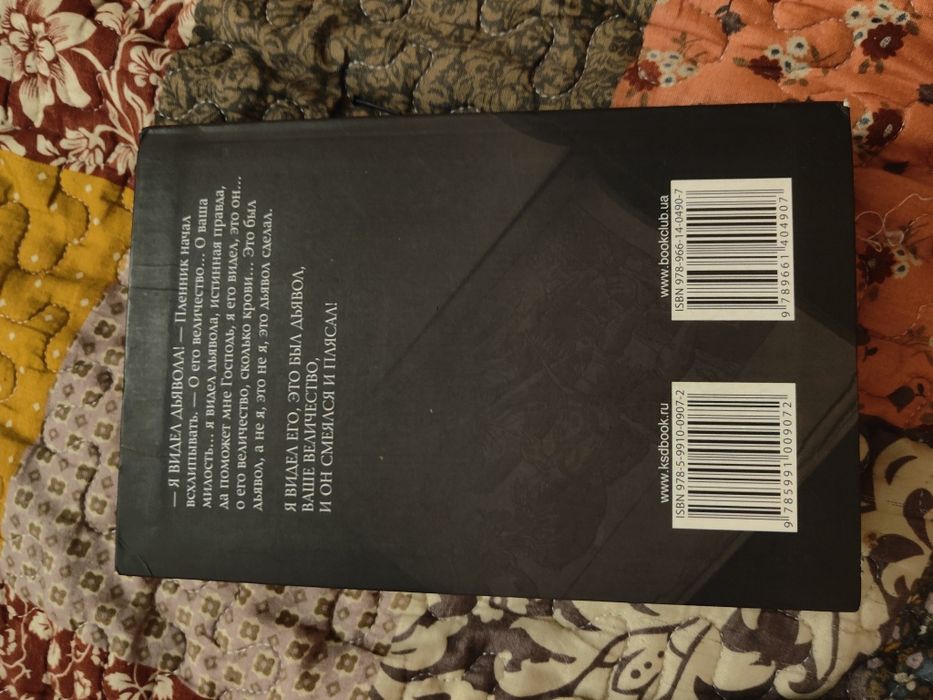 — Я ВИДЕЛ ДЬЯВОЛА! — Пленник начал
всхлипывать. — О его величество... О ваша
милость... я видел дьявола, истинная правда,
да поможет мне Господь, я его видел, это он...
о его величество, сколько крови... Это был
дьявол, а не я, это не я, это дьявол сделал.
Я ВИДЕЛ ЕГО, ЭТО БЫЛ ДЬЯВОЛ,
ВАШЕ ВЕЛИЧЕСТВО,
И ОН СМЕЯЛСЯ И ПЛЯСАЛ!
www.ksdbook.ru
ISBN 978-5-9910-0907-2
9 785991 009072
www.bookclub.ua
ISBN 978-966-14-0490-7
9 789661 404907